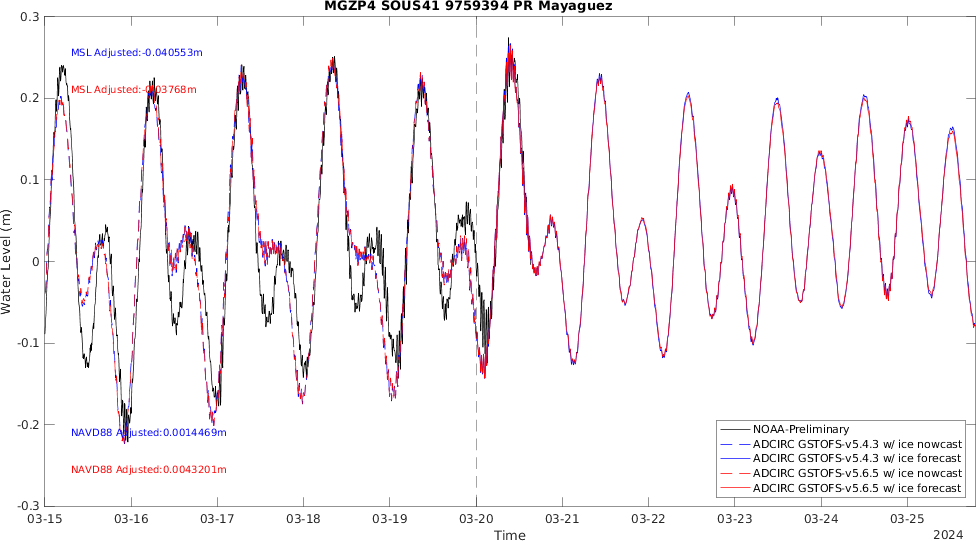 MGZP4 SOUS41 9759394 PR Mayaguez
0.3
0.2
0.1
0
-0.1
-0.2
-0.3
Water Level (m)
MSL Adjusted:-0.040553m
MSL Adjusted:-0.03768m
NAVD88 Adjusted:0.0014469m
NAVD88 Adjusted:0.0043201m
NOAA-Preliminary
ADCIRC GSTOFS-v5.4.3 w/ ice nowcast
ADCIRC GSTOFS-v5.4.3 w/ ice forecast
ADCIRC GSTOFS-v5.6.5 w/ ice nowcast
ADCIRC GSTOFS-v5.6.5 w/ ice forecast
03-15 03-16 03-17 03-18 03-19 03-20 03-21 03-22 03-23 03-24 03-25
Time
2024